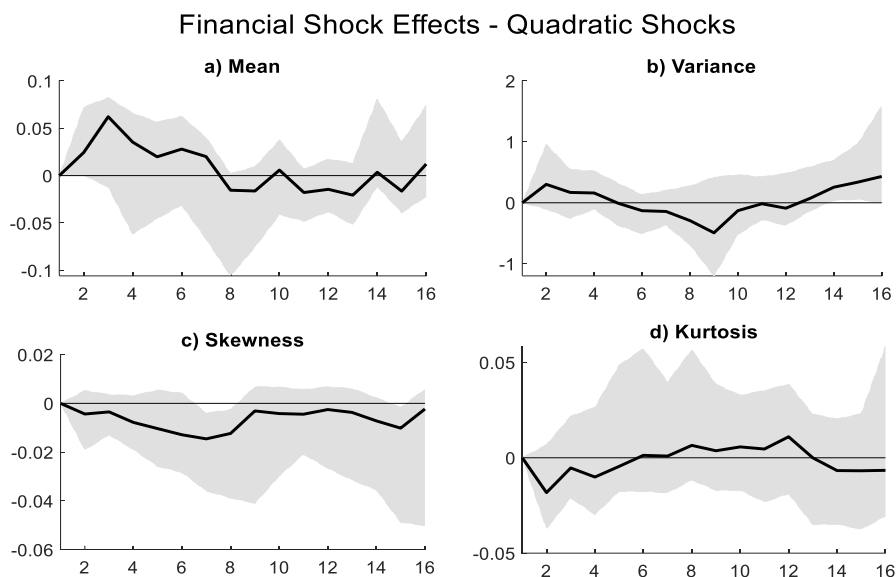 Financial Shock Effects - Quadratic Shocks
a) Mean
0.1
0.05
0
-0.05
-0.1
2 4 6 8 10 12 14 16
b) Variance
2
1
0
-1
2 4 6 8 10 12 14 16
c) Skewness
0.02
0
-0.02
-0.04
-0.06
2 4 6 8 10 12 14 16
d) Kurtosis
0.05
0
-0.05
2 4 6 8 10 12 14 16